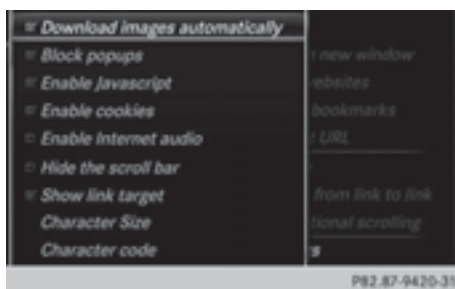 Download images automatically
Block popups
n new window
Enable Javascript
websites
Enable cookies
bookmarks
Enable Internet audio
URL
Hide the scroll bar
Show link target
from link to link
Character Size
tional scrolling
Character code
s
P82.87-9420-31